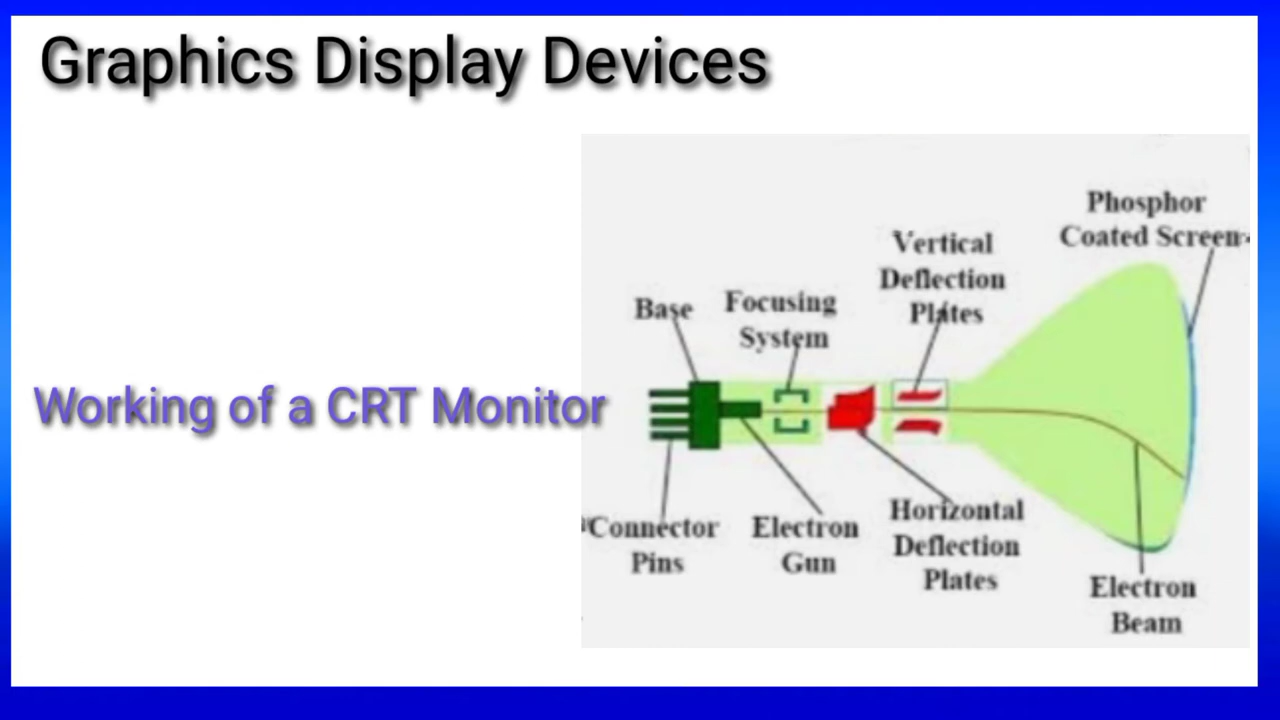 Graphics Display Devices
Working of a CRT Monitor
Phosphor
Coated Screen
Vertical
Deflection
Plates
Base
Focusing
System
Connector
Pins
Electron
Gun
Horizontal
Deflection
Plates
Electron
Beam